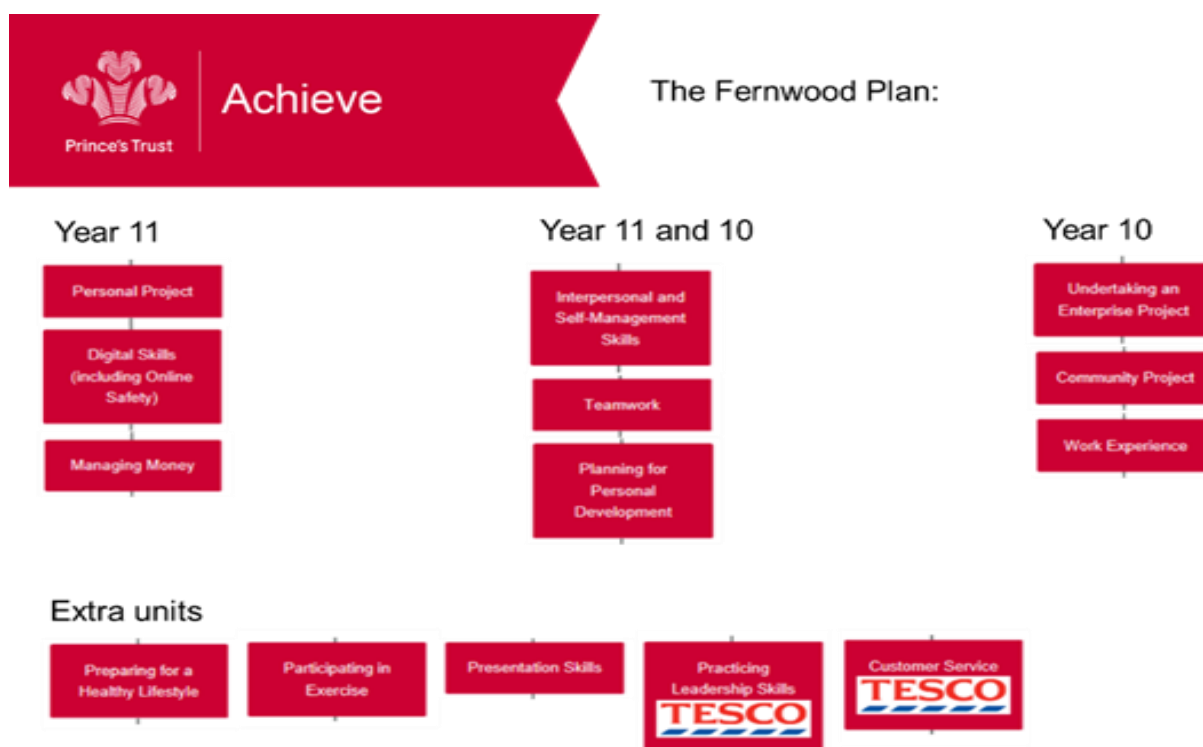 Prince's Trust
Achieve
The Fernwood Plan:
Year 11
Personal Project
Digital Skills
(including Online
Safety)
Managing Money
Year 11 and 10
Interpersonal and
Self-Management
Skills
Teamwork
Planning for
Personal
Development
Year 10
Undertaking an
Enterprise Project
Community Project
Work Experience
Extra units
Preparing for a
Healthy Lifestyle
Participating in
Exercise
Presentation Skills
Practicing
Leadership Skills
TESCO
Customer Service
TESCO